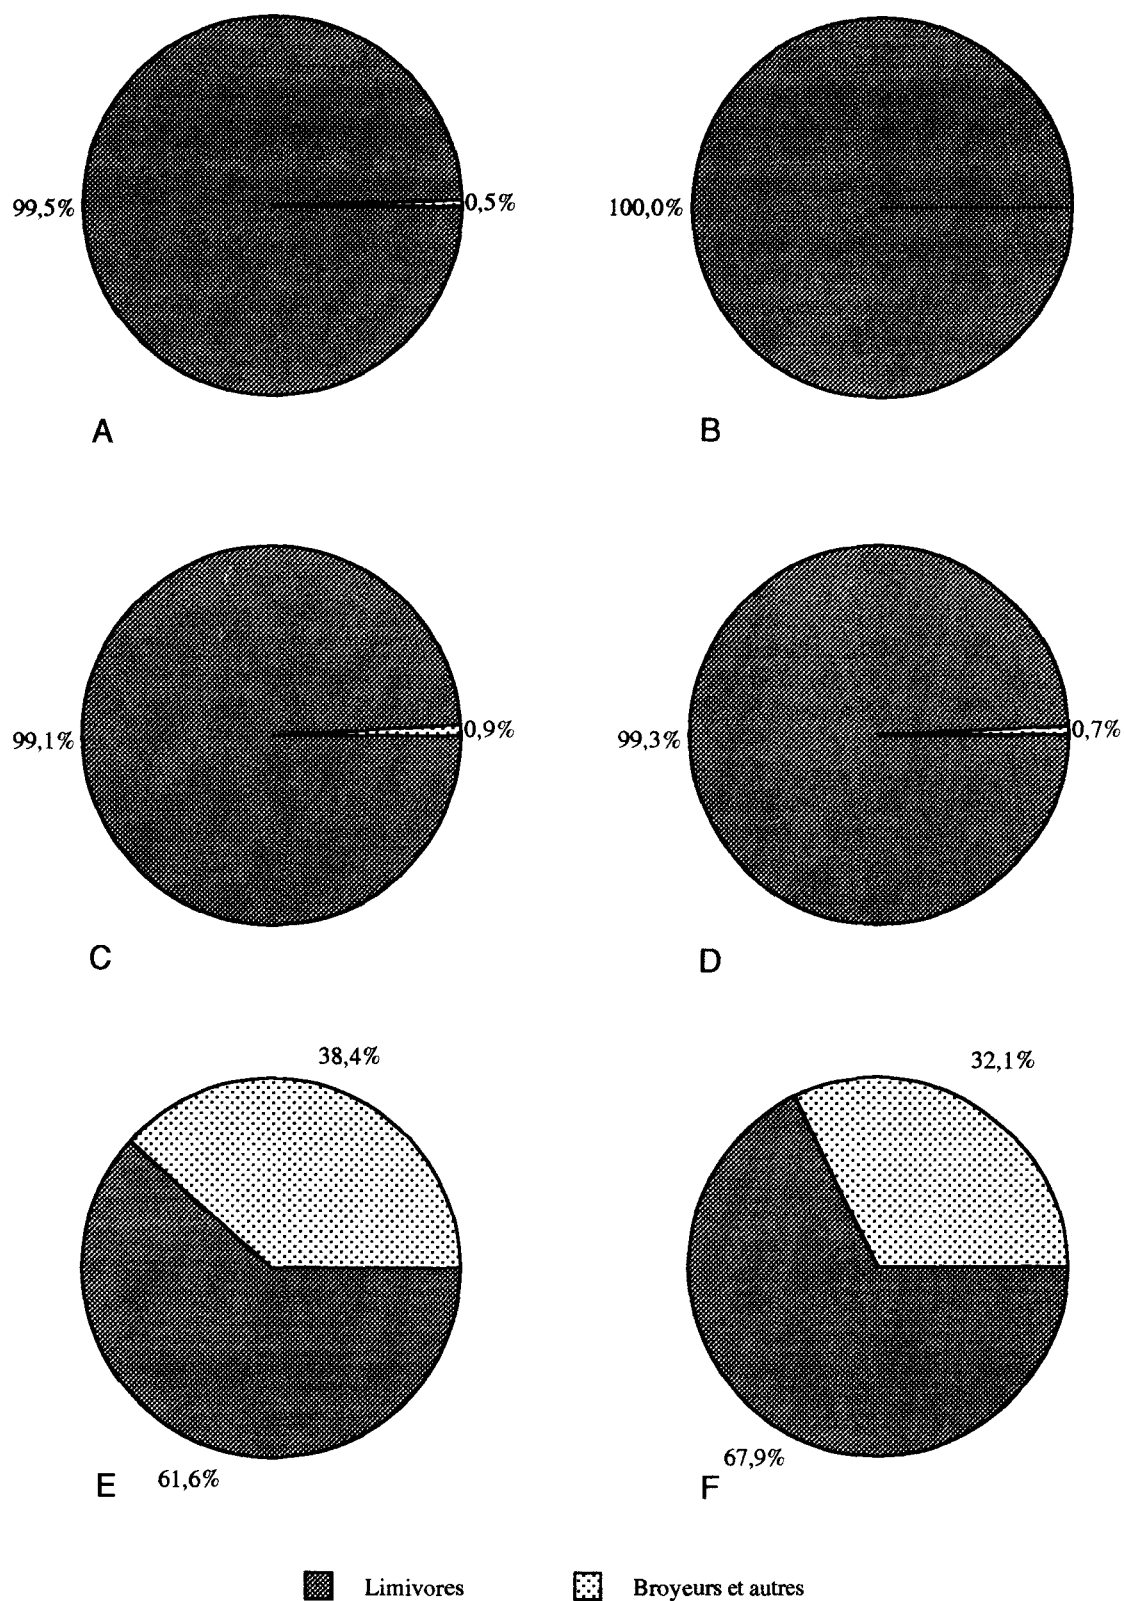 99,5%
0,5%
A
100,0%
B
99,1%
0,9%
C
99,3%
0,7%
D
38,4%
61,6%
E
32,1%
67,9%
F
Limivores
Broyeurs et autres